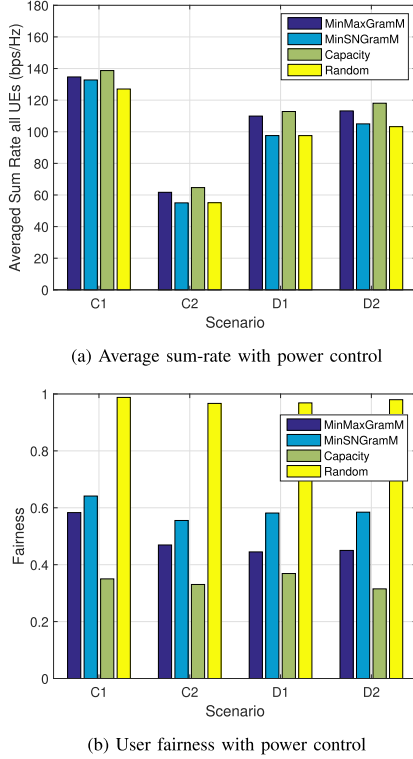 180
160
140
120
100
80
60
40
20
0
Averaged Sum Rate all UEs (bps/Hz)
MinMaxGramM
MinSNGramM
Capacity
Random
C1 C2 D1 D2
Scenario
(a) Average sum-rate with power control
1
0.8
0.6
0.4
0.2
0
Fairness
MinMaxGramM
MinSNGramM
Capacity
Random
C1 C2 D1 D2
Scenario
(b) User fairness with power control